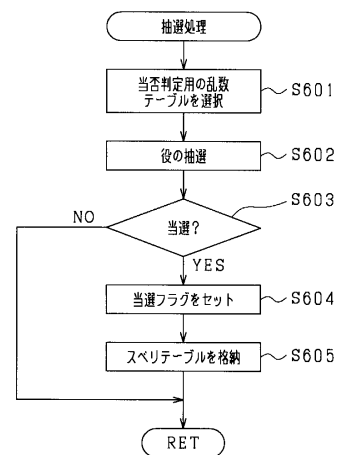 抽選処理
当否判定用の乱数
テーブルを選択
S601
役の抽選
S602
S603
当選?
NO
YES
当選フラグをセット
S604
スベリテーブルを格納
S605
RET